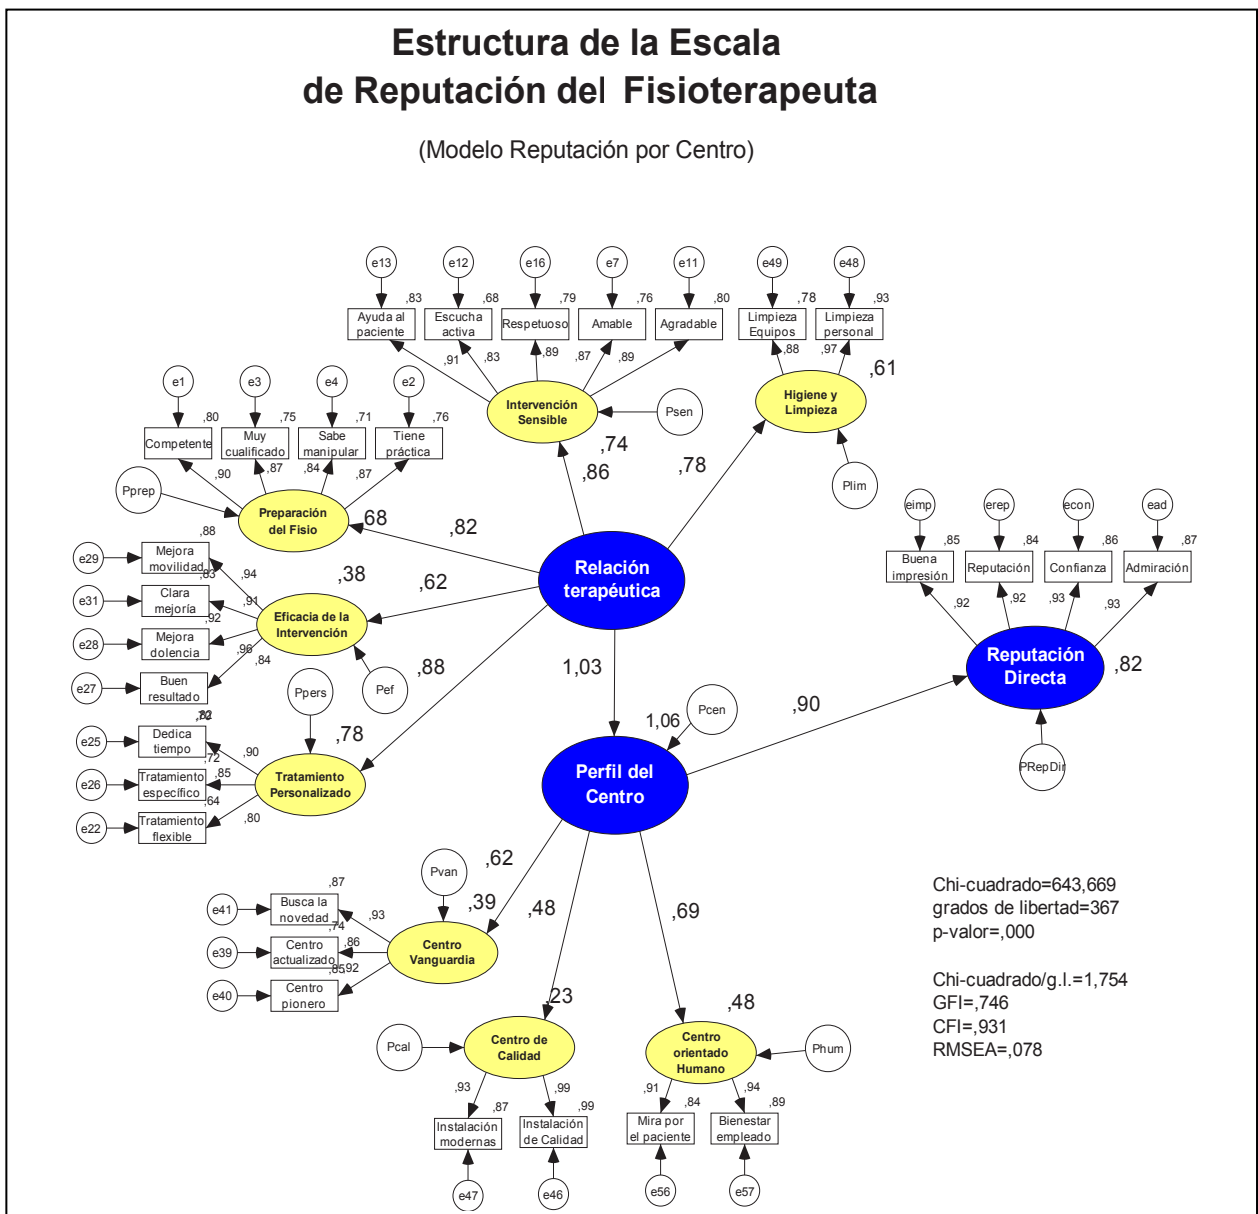 Estructura de la Escala
de Reputación del Fisioterapeuta
(Modelo Reputación por Centro)
e13
e12
e16
e7
e11
e49
e48
,83
,68
,79
,76
,80
,78
,93
Ayuda al
paciente
Escucha
activa
Respetuoso
Amable
Agradable
Limpieza
Equipos
Limpieza
personal
,91
,83
,89
,87
,89
,88
,97
e1
e3
e4
e2
,80
,75
,71
,76
Competente
Muy
cualificado
Sabe
manipular
Tiene
práctica
,90
,87
,84
,87
Intervención
Sensible
Psen
,74
,86
Higiene y
Limpieza
,61
,78
Plim
Pprep
Preparación
del Fisio
,68
,82
Relación
terapéutica
eimp
erep
econ
ead
,85
,84
,86
,87
Buena
impresión
Reputación
Confianza
Admiración
,92
,92
,93
,93
Reputación
Directa
,82
PRepDir
,88
e29
Mejora
movilidad
,94
,83
e31
Clara
mejoría
,91
,92
e28
Mejora
dolencia
,96
,84
e27
Buen
resultado
Eficacia de la
Intervención
,38
,62
Pef
,88
1,03
Ppers
,78
,82
,72
e25
Dedica
tiempo
,90
,72
e26
Tratamiento
específico
,85
,64
e22
Tratamiento
flexible
,80
Tratamiento
Personalizado
1,06
Pcen
Perfil del
Centro
,90
,62
,48
,69
Pvan
,39
,87
e41
Busca la
novedad
,93
,74
e39
Centro
actualizado
,86
,85
,92
e40
Centro
pionero
Centro
Vanguardia
,23
Pcal
Centro de
Calidad
,93
,99
,87
,99
Instalación
modernas
Instalación
de Calidad
e47
e46
,48
Centro
orientado
Humano
Phum
,91
,94
,84
,89
Mira por
el paciente
Bienestar
empleado
e56
e57
Chi-cuadrado=643,669
grados de libertad=367
p-valor=,000
Chi-cuadrado/g.l.=1,754
GFI=,746
CFI=,931
RMSEA=,078